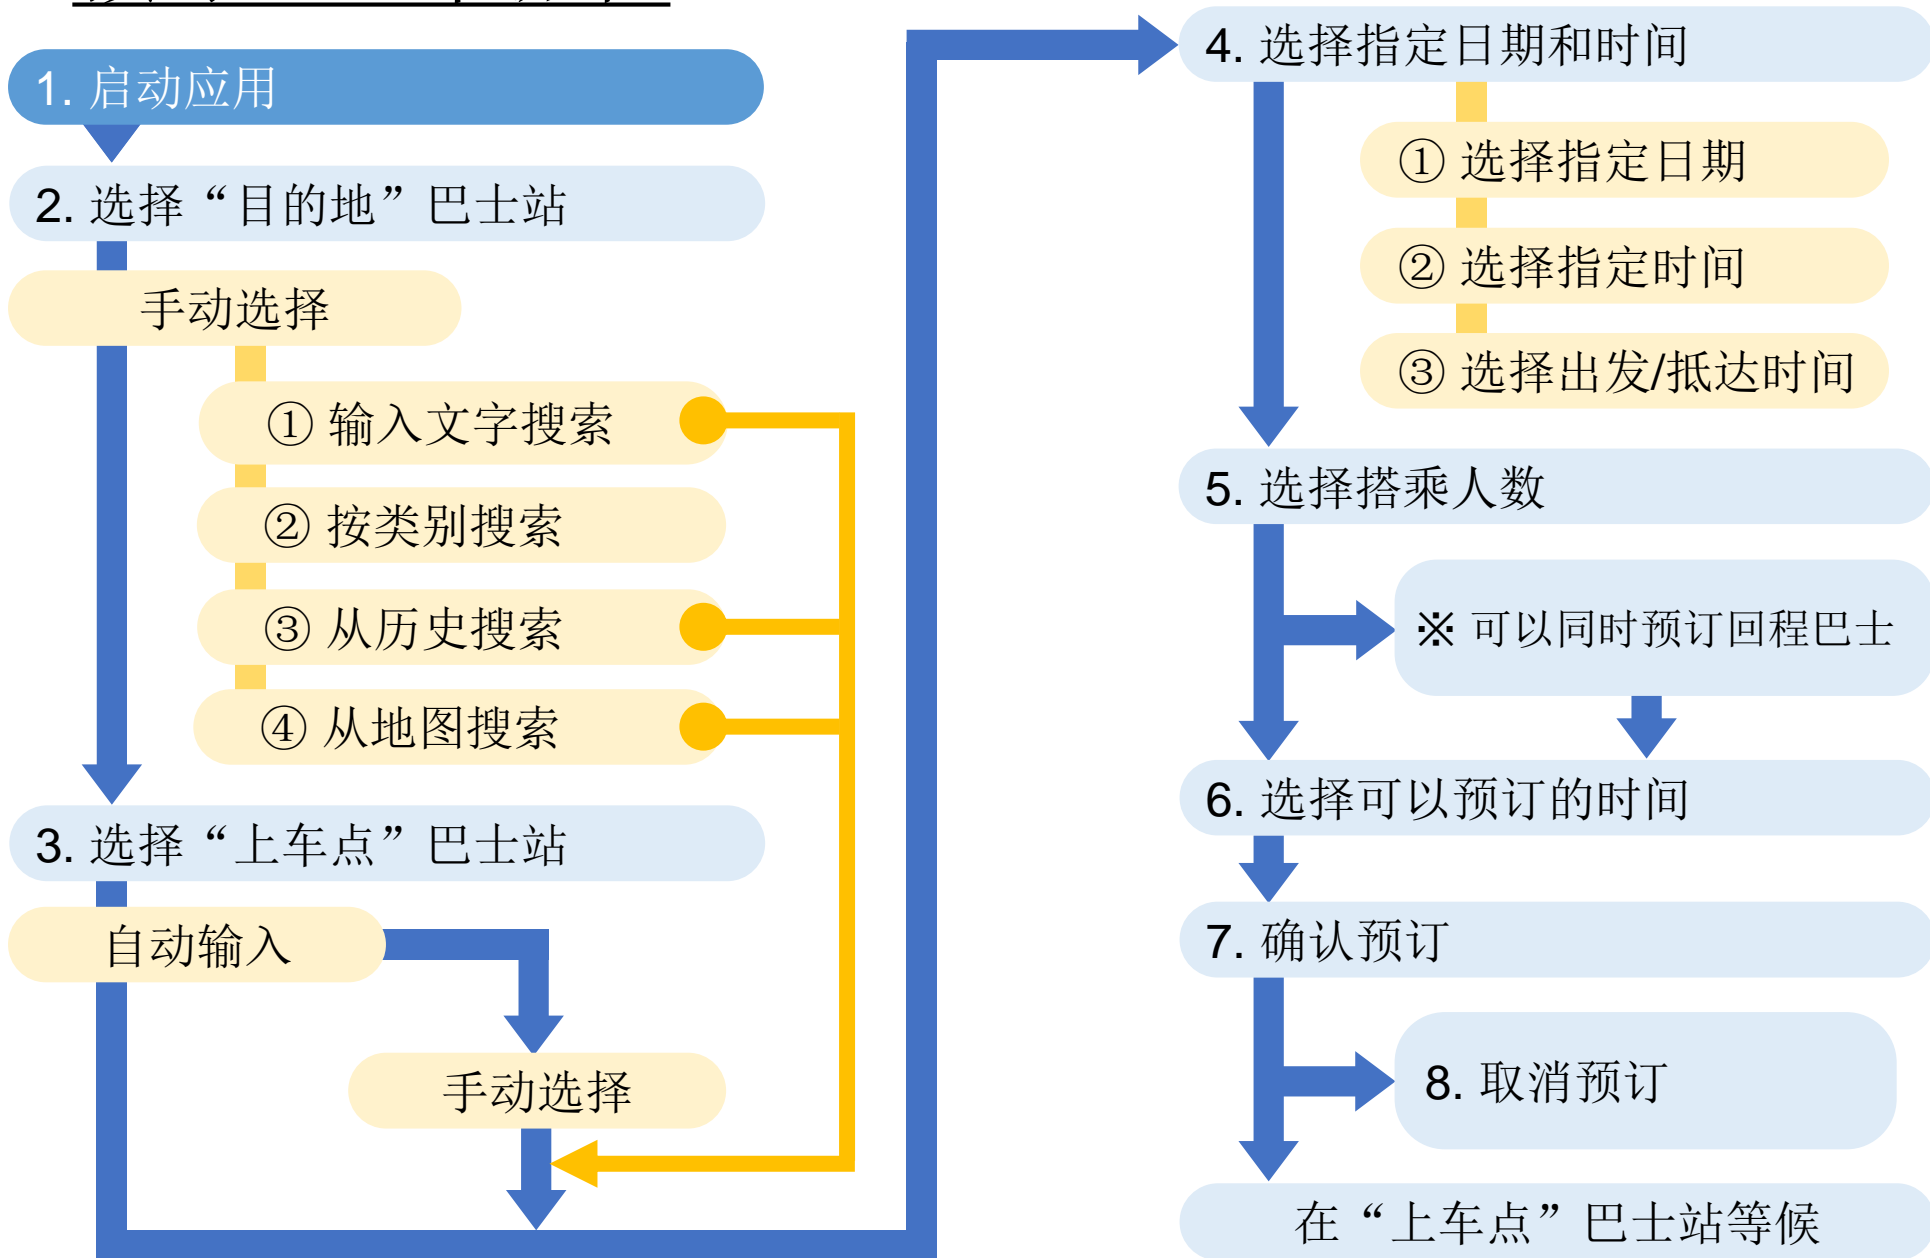 1. 启动应用
2. 选择“目的地”巴士站
手动选择
① 输入文字搜索
② 按类别搜索
③ 从历史搜索
④ 从地图搜索
3. 选择“上车点”巴士站
自动输入
手动选择
4. 选择指定日期和时间
① 选择指定日期
② 选择指定时间
③ 选择出发/抵达时间
5. 选择搭乘人数
※ 可以同时预订回程巴士
6. 选择可以预订的时间
7. 确认预订
8. 取消预订
在“上车点”巴士站等候